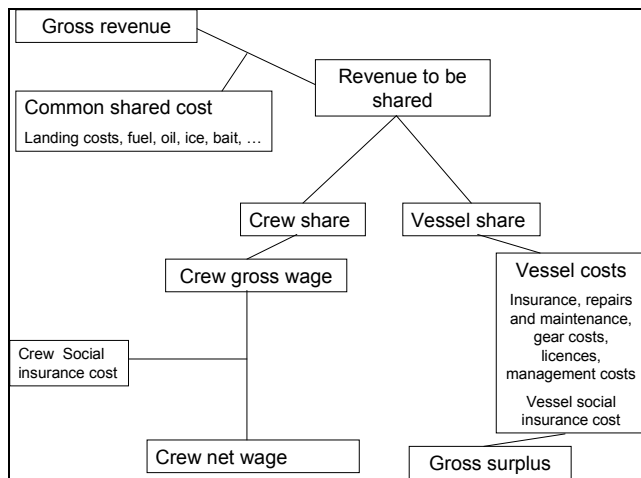 Gross revenue
Revenue to be
shared
Common shared cost
Landing costs, fuel, oil, ice, bait, …
Crew share
Vessel share
Crew gross wage
Vessel costs
Insurance, repairs
and maintenance,
gear costs,
licences,
management costs
Vessel social
insurance cost
Crew Social
insurance cost
Crew net wage
Gross surplus